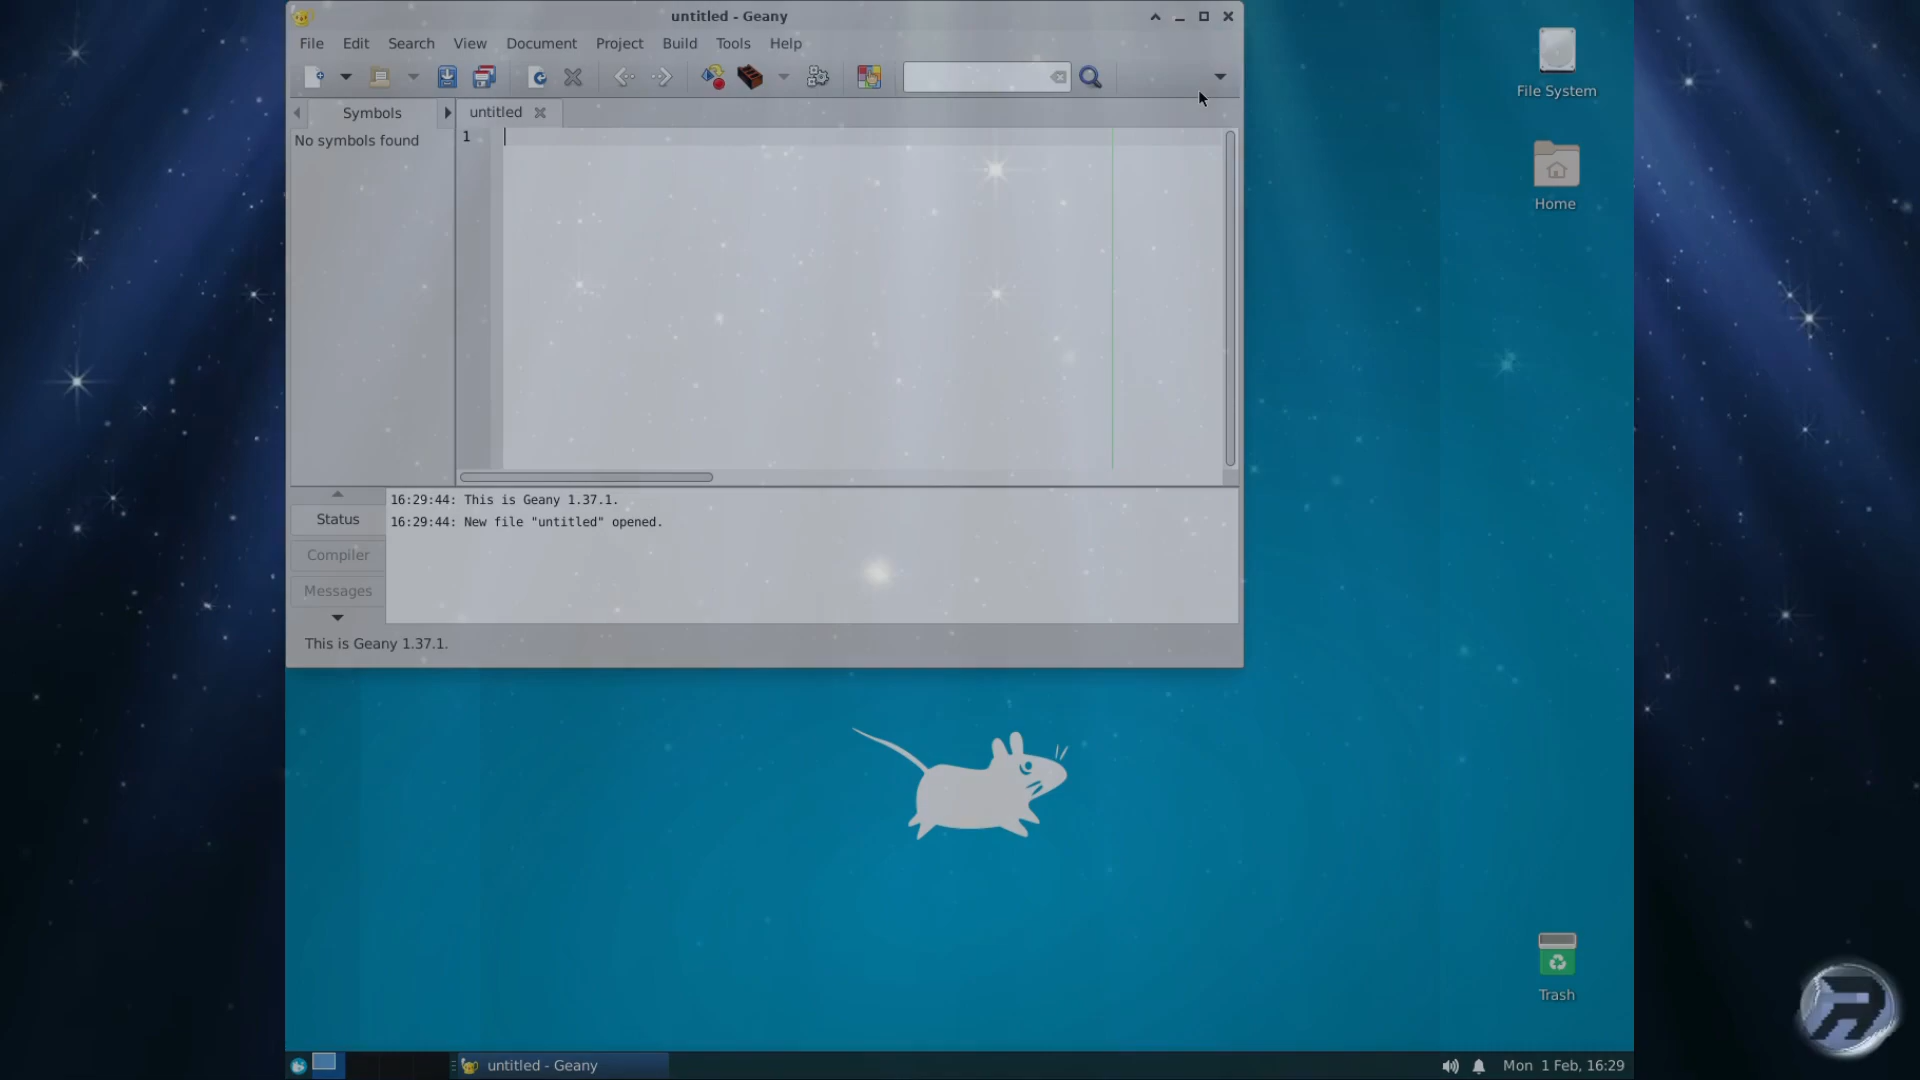 untitled - Geany
File Edit Search View Document Project Build Tools Help
Symbols
untitled
No symbols found
1
File System
Home
Status
Compiler
Messages
16:29:44: This is Geany 1.37.1.
16:29:44: New file "untitled" opened.
This is Geany 1.37.1.
Trash
untitled - Geany
Mon 1 Feb, 16:29